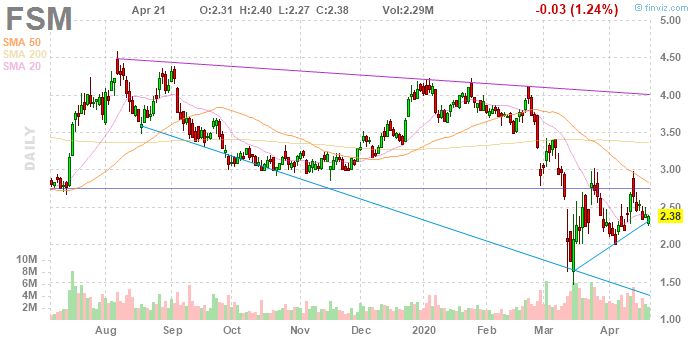 FSM
Apr 21 O:2.31 H:2.40 L:2.27 C:2.38 Vol:2.29M -0.03 (1.24%)
© finviz.com
SMA 50
SMA 200
SMA 20
DAILY
5.00
4.50
4.00
3.50
3.00
2.50
2.38
2.00
1.50
1.00
10M
8M
6M
4M
2M
Aug Sep Oct Nov Dec 2020 Feb Mar Apr